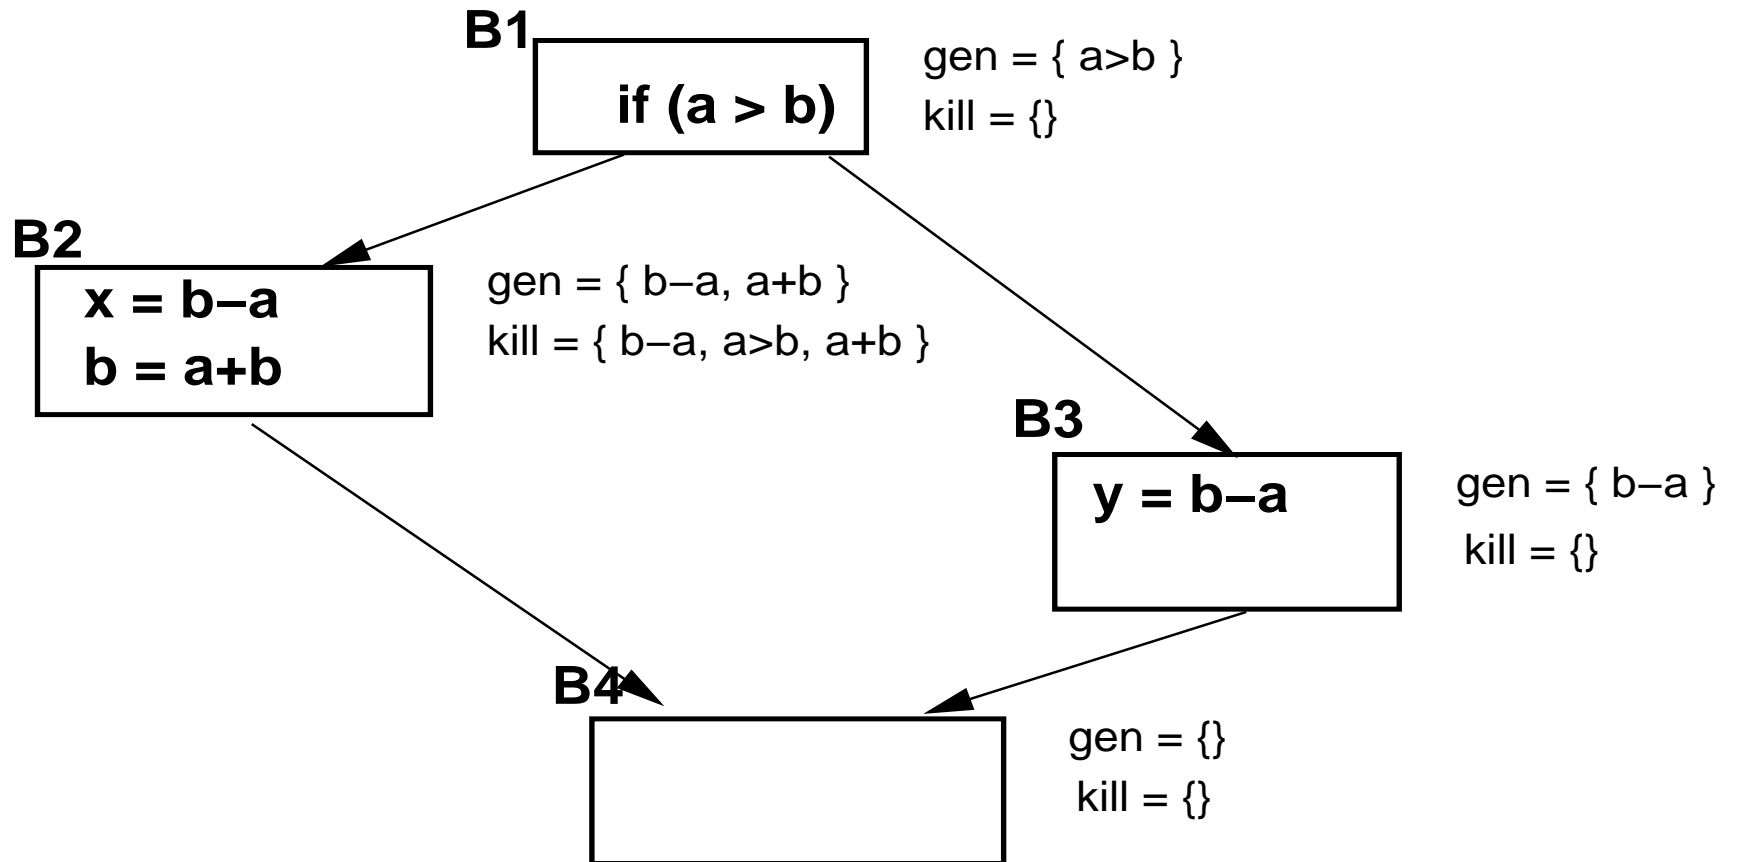 B1
if (a > b)
gen = { a>b }
kill = {}
B2
x = b−a
b = a+b
gen = { b−a, a+b }
kill = { b−a, a>b, a+b }
B3
y = b−a
gen = { b−a }
kill = {}
B4
gen = {}
kill = {}